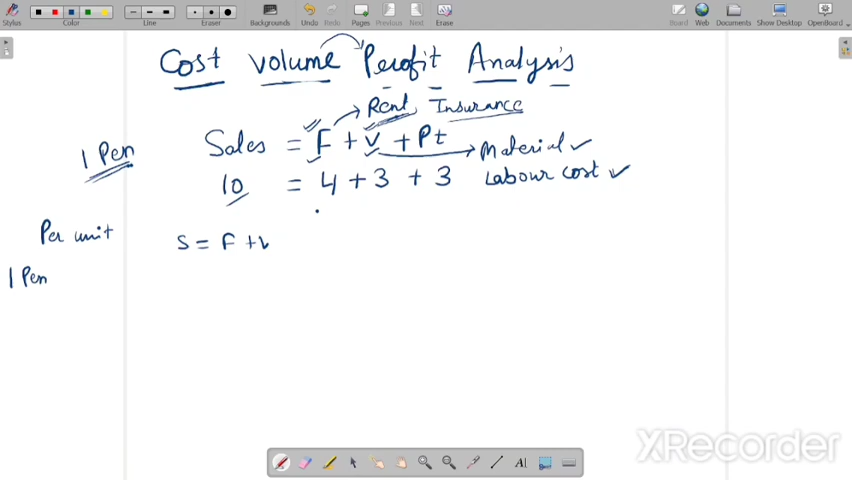 Stylus Color Line Eraser Backgrounds Undo Redo Pages Previous Next Erase Board Web Documents Show Desktop OpenBoard
Cost volume Perofit Analysis
Rent Insurance
1 Pen Sales = F + V + Pt Material ✓
10 = 4 + 3 + 3 Labour cost ✓
Per unit S = F + V
1 Pen
XRecorder